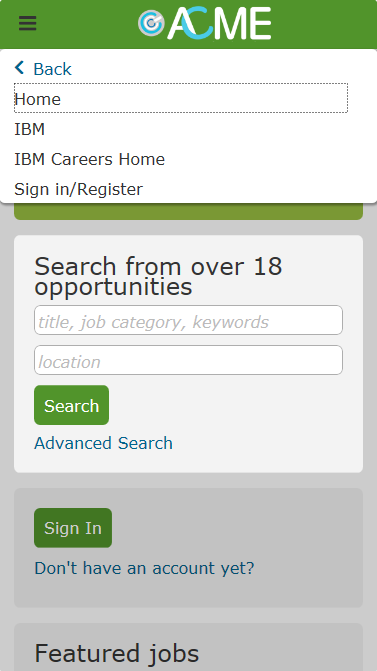 ACME
Back
Home
IBM
IBM Careers Home
Sign in/Register
Search from over 18
opportunities
title, job category, keywords
location
Search
Advanced Search
Sign In
Don't have an account yet?
Featured jobs